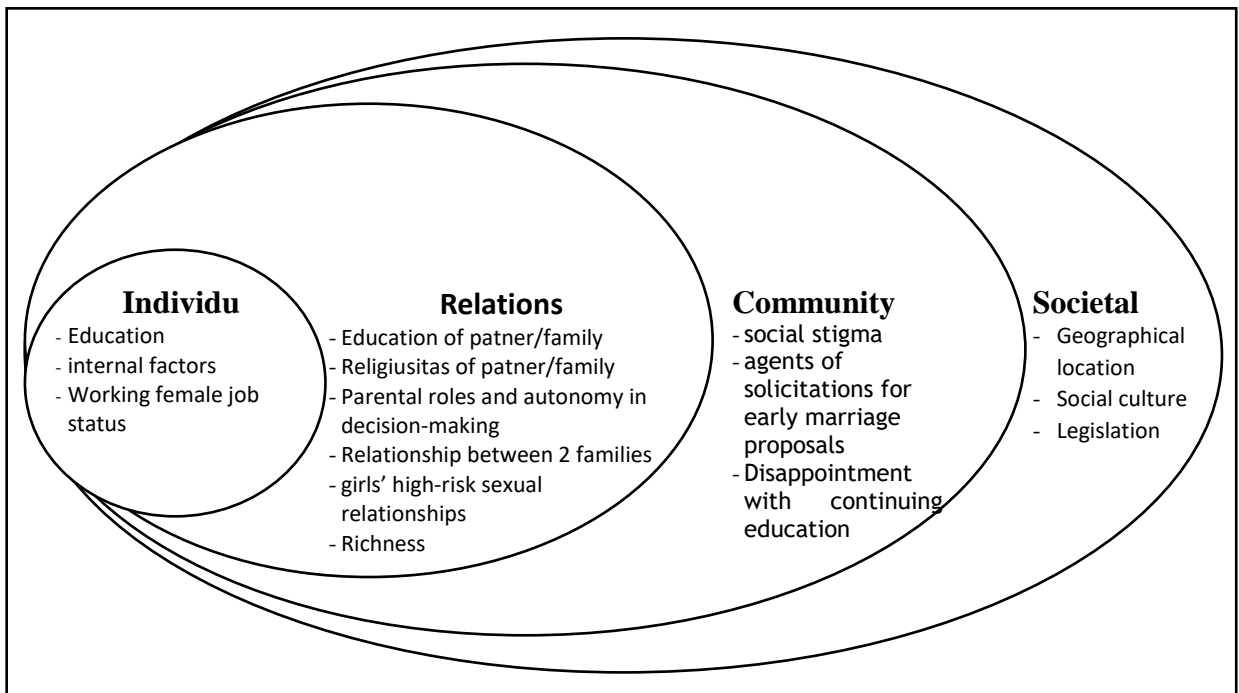 Individu
- Education
- internal factors
- Working female job
status
Relations
- Education of patner/family
- Religiusitas of patner/family
- Parental roles and autonomy in
decision-making
- Relationship between 2 families
- girls’ high-risk sexual
relationships
- Richness
Community
- social stigma
- agents of
solicitations for
early marriage
proposals
- Disappointment
with continuing
education
Societal
- Geographical
location
- Social culture
- Legislation